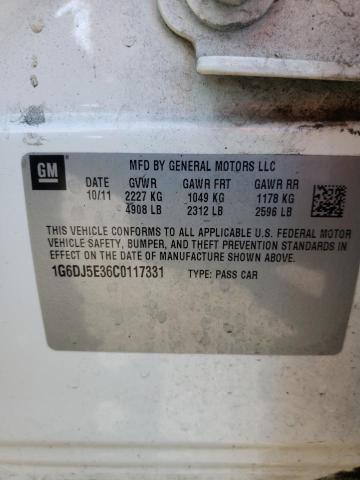 GM
MFD BY GENERAL MOTORS LLC
DATE GVWR GAWR FRT GAWR RR
10/11 2227 KG 1049 KG 1178 KG
4908 LB 2312 LB 2596 LB
THIS VEHICLE CONFORMS TO ALL APPLICABLE U.S. FEDERAL MOTOR
VEHICLE SAFETY, BUMPER, AND THEFT PREVENTION STANDARDS IN
EFFECT ON THE DATE OF MANUFACTURE SHOWN ABOVE.
1G6DJ5E36C0117331 TYPE: PASS CAR